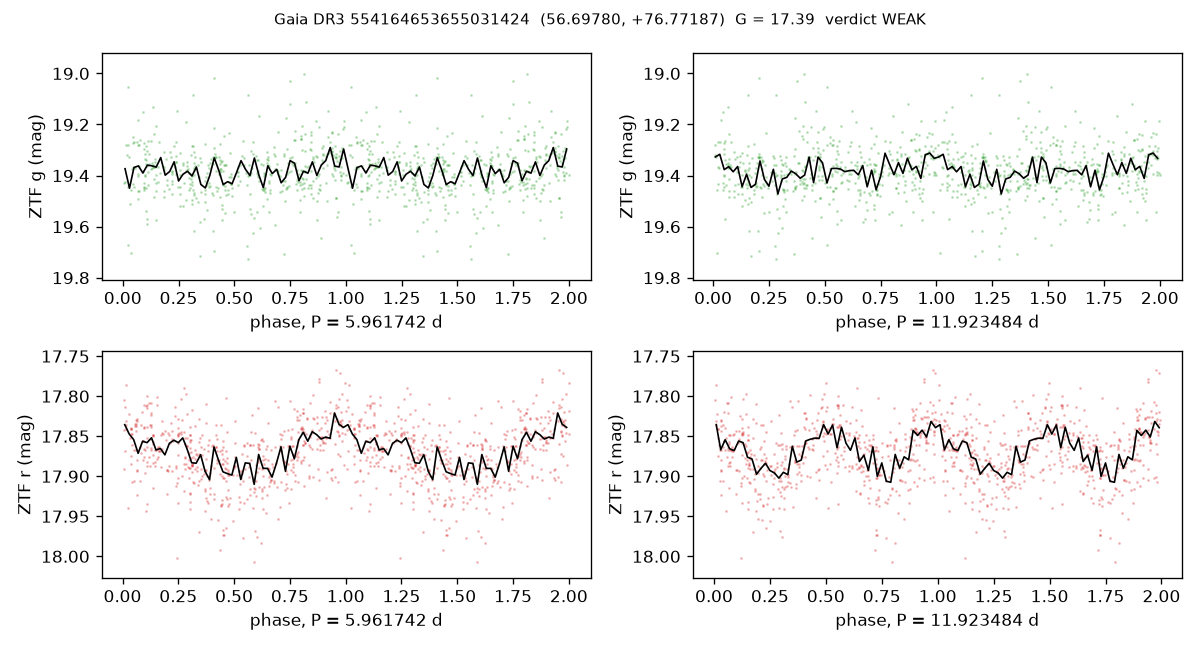 Gaia DR3 554164653655031424 (56.69780, +76.77187) G = 17.39 verdict WEAK
ZTF g (mag)
19.0
19.2
19.4
19.6
19.8
0.00 0.25 0.50 0.75 1.00 1.25 1.50 1.75 2.00
phase, P = 5.961742 d
ZTF g (mag)
19.0
19.2
19.4
19.6
19.8
0.00 0.25 0.50 0.75 1.00 1.25 1.50 1.75 2.00
phase, P = 11.923484 d
ZTF r (mag)
17.75
17.80
17.85
17.90
17.95
18.00
0.00 0.25 0.50 0.75 1.00 1.25 1.50 1.75 2.00
phase, P = 5.961742 d
ZTF r (mag)
17.75
17.80
17.85
17.90
17.95
18.00
0.00 0.25 0.50 0.75 1.00 1.25 1.50 1.75 2.00
phase, P = 11.923484 d